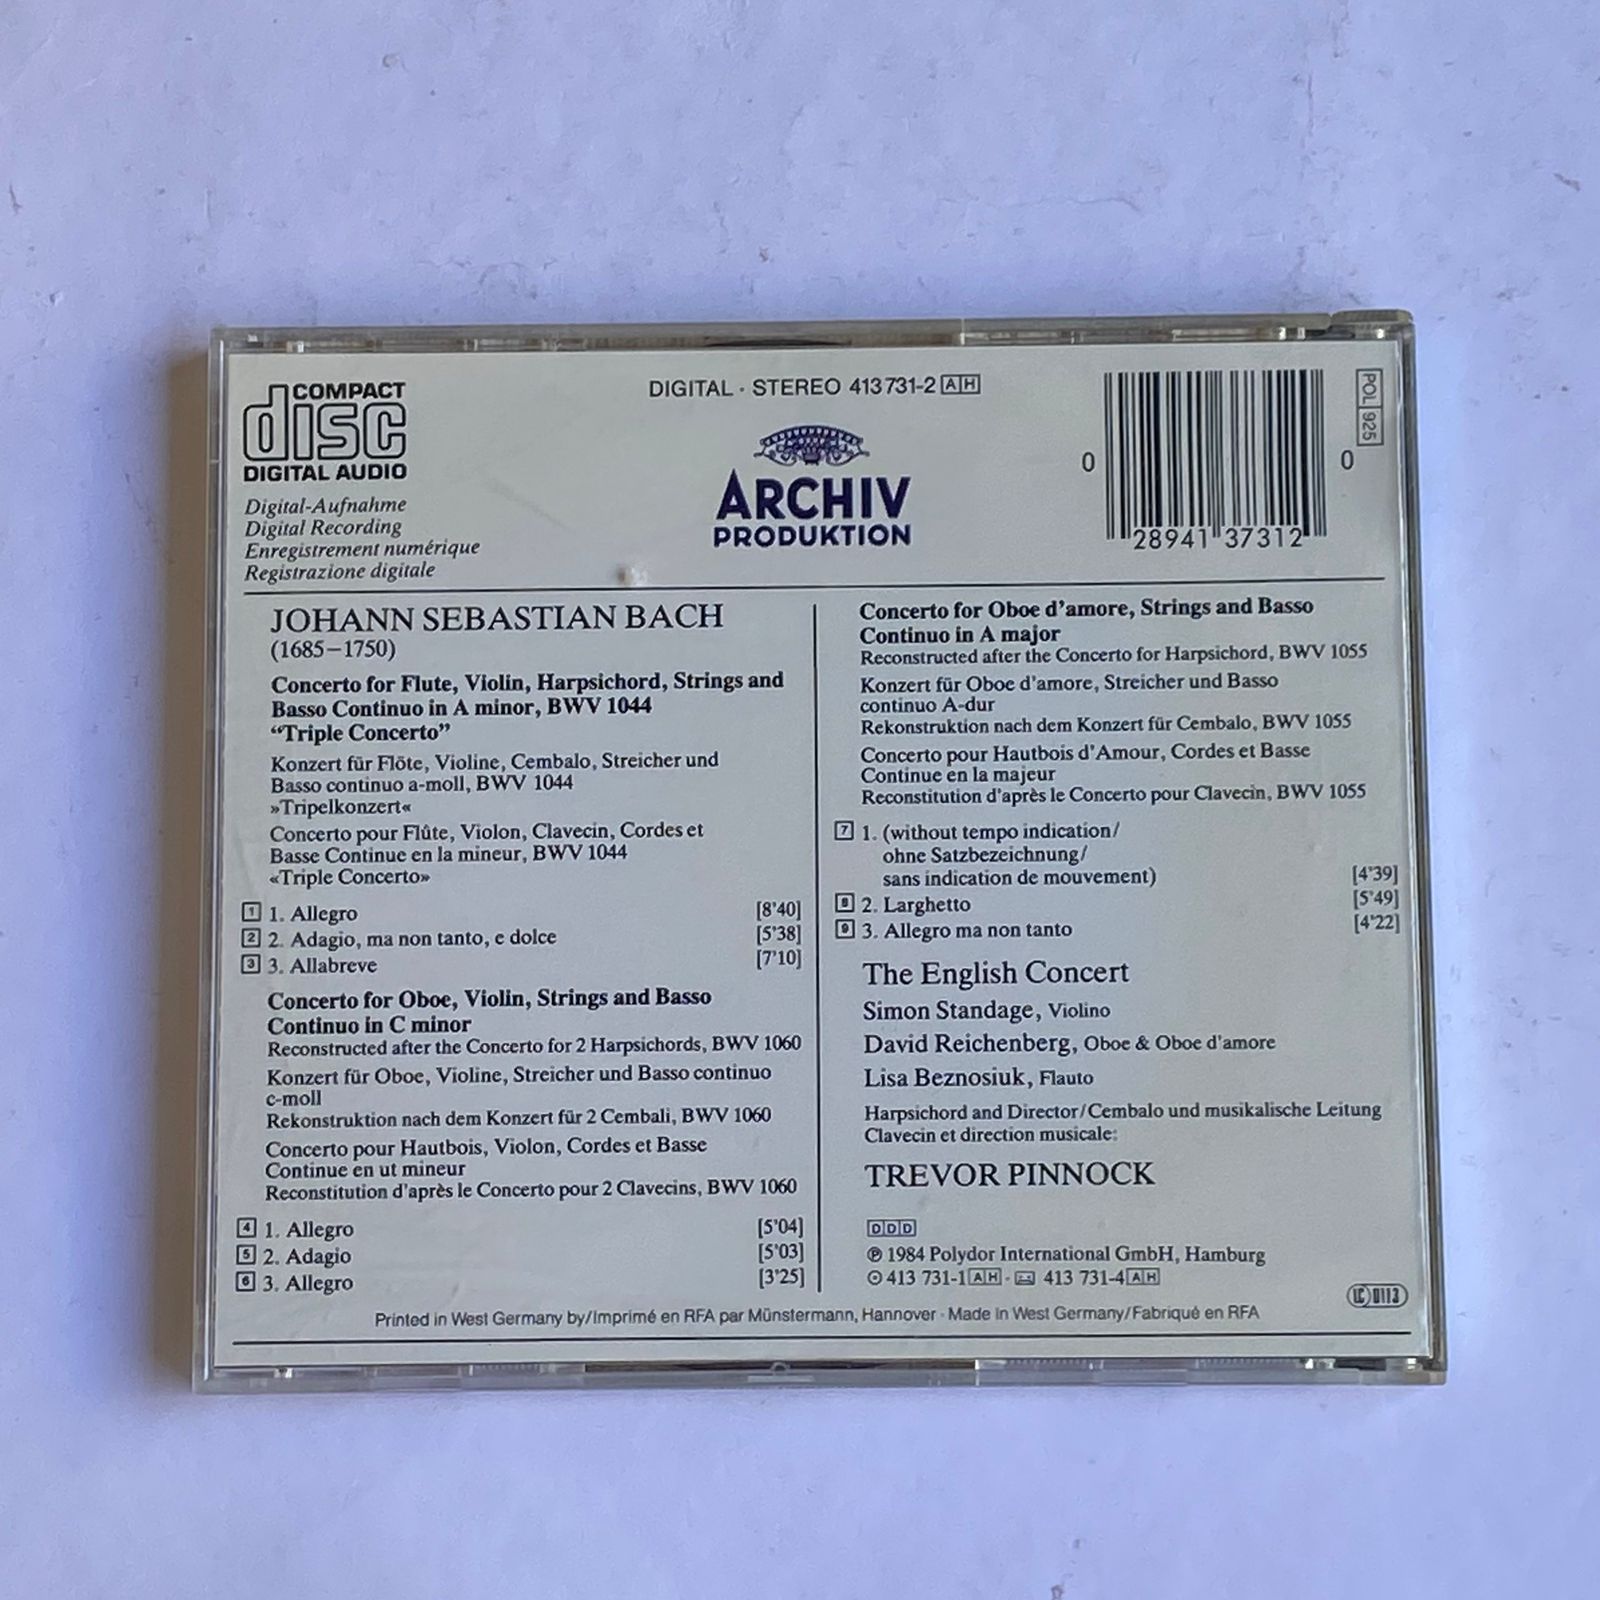 COMPACT
disc
DIGITAL AUDIO
Digital-Aufnahme
Digital Recording
Enregistrement numérique
Registrazione digitale
DIGITAL · STEREO 413 731-2 AH
ARCHIV
PRODUKTION
0 28941 37312 0
POL 925
JOHANN SEBASTIAN BACH
(1685–1750)
Concerto for Flute, Violin, Harpsichord, Strings and
Basso Continuo in A minor, BWV 1044
“Triple Concerto”
Konzert für Flöte, Violine, Cembalo, Streicher und
Basso continuo a-moll, BWV 1044
»Tripelkonzert«
Concerto pour Flûte, Violon, Clavecin, Cordes et
Basse Continue en la mineur, BWV 1044
«Triple Concerto»
1 1. Allegro [8'40]
2 2. Adagio, ma non tanto, e dolce [5'38]
3 3. Allabreve [7'10]
Concerto for Oboe, Violin, Strings and Basso
Continuo in C minor
Reconstructed after the Concerto for 2 Harpsichords, BWV 1060
Konzert für Oboe, Violine, Streicher und Basso continuo
c-moll
Rekonstruktion nach dem Konzert für 2 Cembali, BWV 1060
Concerto pour Hautbois, Violon, Cordes et Basse
Continue en ut mineur
Reconstitution d'après le Concerto pour 2 Clavecins, BWV 1060
4 1. Allegro [5'04]
5 2. Adagio [5'03]
6 3. Allegro [3'25]
Concerto for Oboe d'amore, Strings and Basso
Continuo in A major
Reconstructed after the Concerto for Harpsichord, BWV 1055
Konzert für Oboe d'amore, Streicher und Basso
continuo A-dur
Rekonstruktion nach dem Konzert für Cembalo, BWV 1055
Concerto pour Hautbois d'Amour, Cordes et Basse
Continue en la majeur
Reconstitution d'après le Concerto pour Clavecin, BWV 1055
7 1. (without tempo indication/
ohne Satzbezeichnung/
sans indication de mouvement) [4'39]
8 2. Larghetto [5'49]
9 3. Allegro ma non tanto [4'22]
The English Concert
Simon Standage, Violino
David Reichenberg, Oboe & Oboe d'amore
Lisa Beznosiuk, Flauto
Harpsichord and Director/Cembalo und musikalische Leitung
Clavecin et direction musicale:
TREVOR PINNOCK
DDD
℗ 1984 Polydor International GmbH, Hamburg
413 731-1 AH · 413 731-4 AH
LC 0113
Printed in West Germany by/Imprimé en RFA par Münstermann, Hannover · Made in West Germany/Fabriqué en RFA